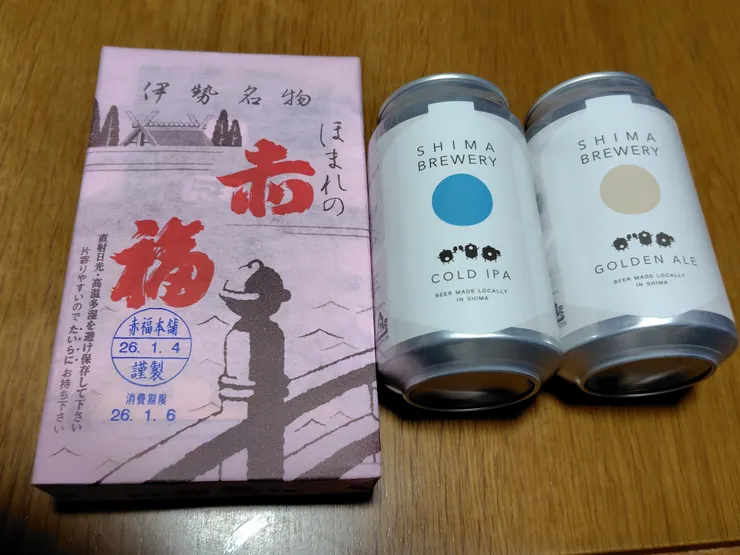 伊勢名物
ほまれの
赤
福
直射日光・高温多湿を避け保存して下さい
片寄りやすいので たいらに お持ち下さい
赤福本舗
26.1.4
謹製
消費期限
26.1.6
SHIMA
BREWERY
COLD IPA
BEER MADE LOCALLY
IN SHIMA
SHIMA
BREWERY
GOLDEN ALE
BEER MADE LOCALLY
IN SHIMA